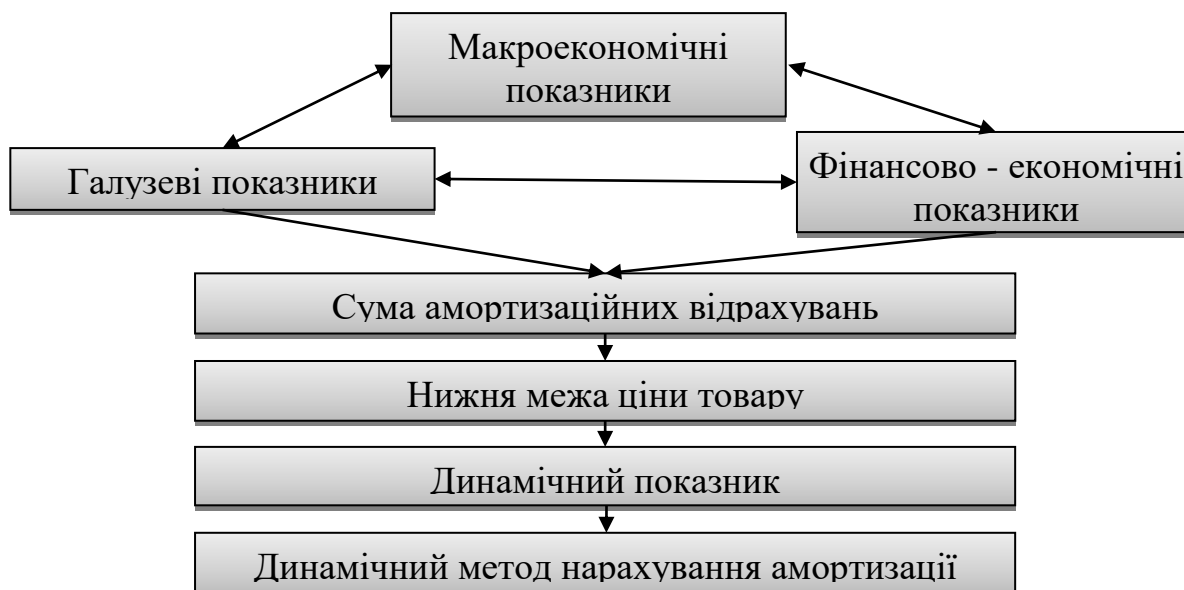 Макроекономічні
показники
Галузеві показники
Фінансово - економічні
показники
Сума амортизаційних відрахувань
Нижня межа ціни товару
Динамічний показник
Динамічний метод нарахування амортизації